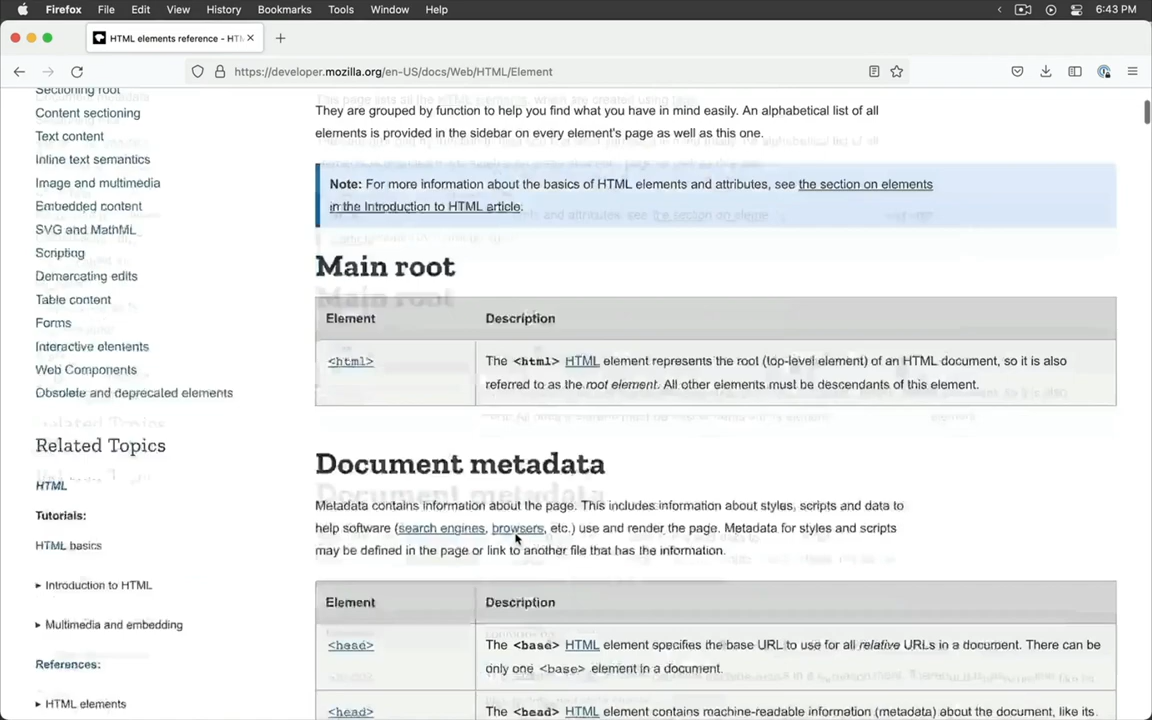 Firefox File Edit View History Bookmarks Tools Window Help 6:43 PM
HTML elements reference - HTM
https://developer.mozilla.org/en-US/docs/Web/HTML/Element
Sectioning root
Content sectioning
Text content
Inline text semantics
Image and multimedia
Embedded content
SVG and MathML
Scripting
Demarcating edits
Table content
Forms
Interactive elements
Web Components
Obsolete and deprecated elements
Related Topics
HTML
Tutorials:
HTML basics
Introduction to HTML
Multimedia and embedding
References:
HTML elements
They are grouped by function to help you find what you have in mind easily. An alphabetical list of all
elements is provided in the sidebar on every element's page as well as this one.
Note: For more information about the basics of HTML elements and attributes, see the section on elements
in the Introduction to HTML article.
Main root
Element Description
<html> The <html> HTML element represents the root (top-level element) of an HTML document, so it is also
referred to as the root element. All other elements must be descendants of this element.
Document metadata
Metadata contains information about the page. This includes information about styles, scripts and data to
help software (search engines, browsers, etc.) use and render the page. Metadata for styles and scripts
may be defined in the page or link to another file that has the information.
Element Description
<head> The <base> HTML element specifies the base URL to use for all relative URLs in a document. There can be
only one <base> element in a document.
<head> The <head> HTML element contains machine-readable information (metadata) about the document, like its